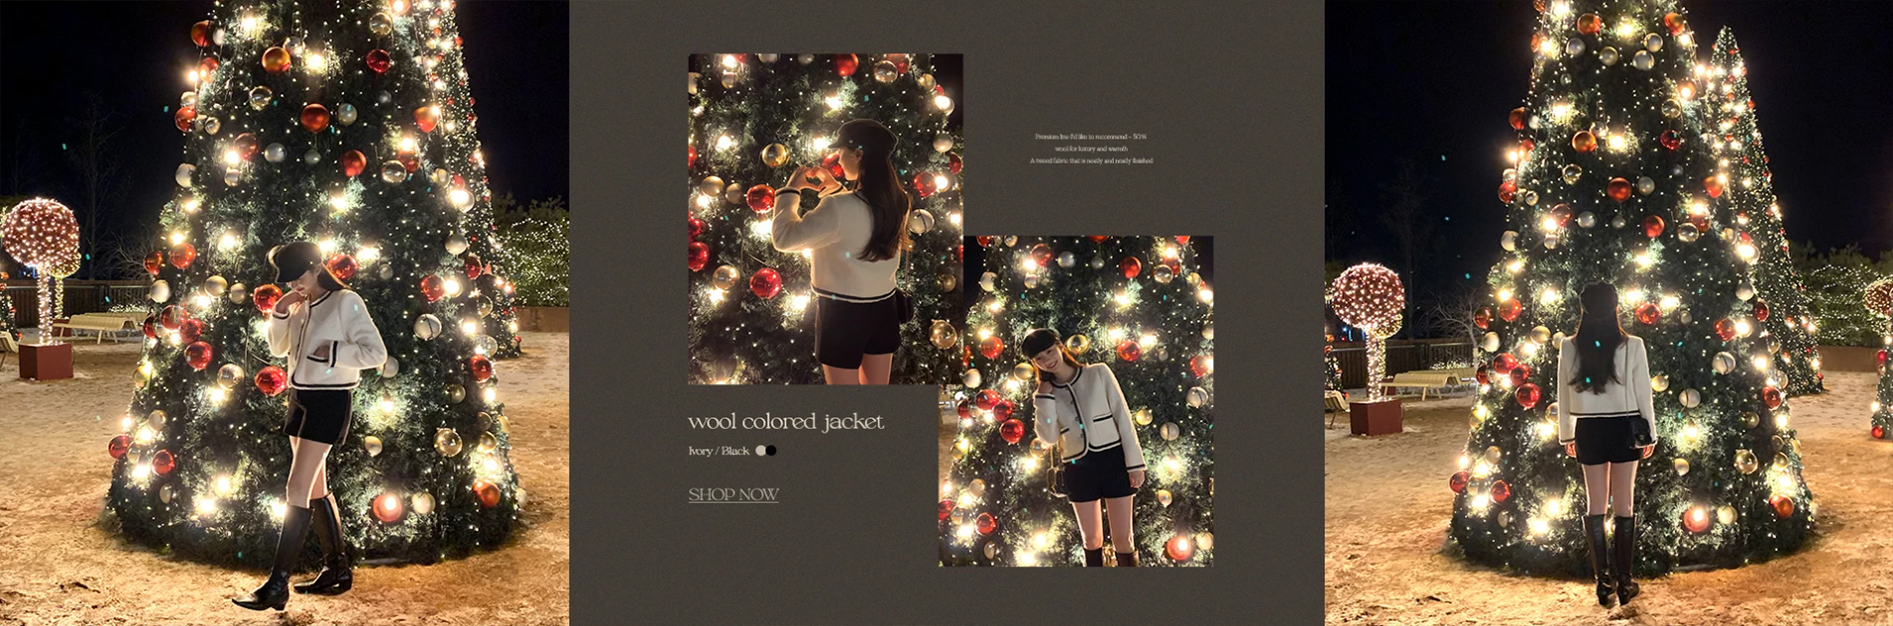 Premium line I'd like to recommend - 50%
wool for luxury and warmth
A tweed fabric that is neatly and neatly finished
wool colored jacket
Ivory / Black
SHOP NOW